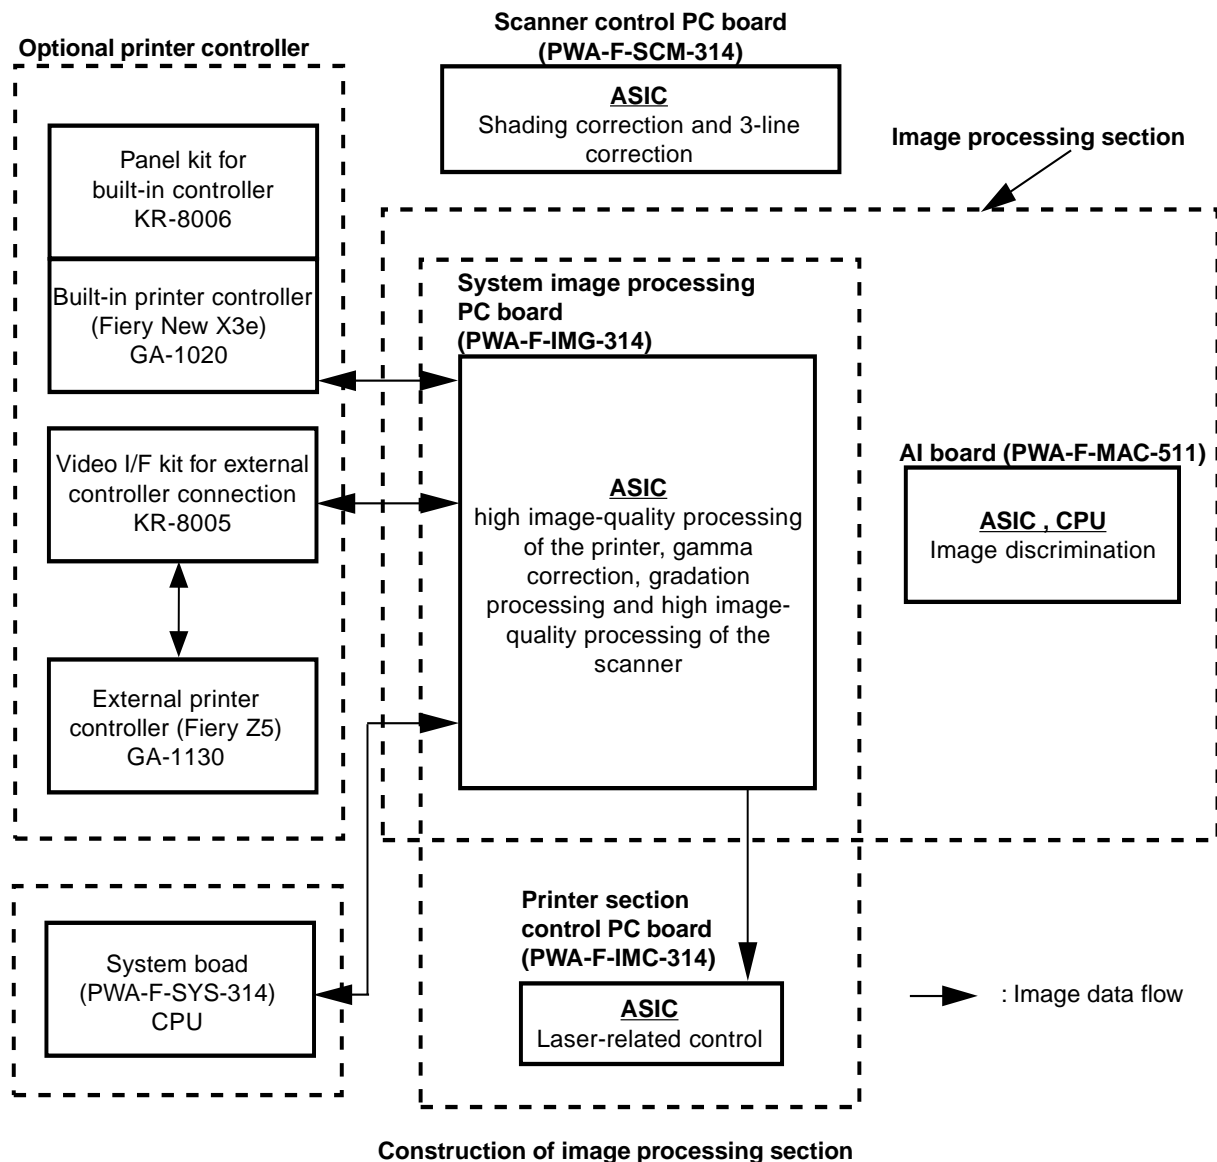 Scanner control PC board
(PWA-F-SCM-314)
Optional printer controller
ASIC
Shading correction and 3-line
correction
Image processing section
Panel kit for
built-in controller
KR-8006
Built-in printer controller
(Fiery New X3e)
GA-1020
System image processing
PC board
(PWA-F-IMG-314)
Video I/F kit for external
controller connection
KR-8005
ASIC
high image-quality processing
of the printer, gamma
correction, gradation
processing and high image-
quality processing of the
scanner
AI board (PWA-F-MAC-511)
ASIC , CPU
Image discrimination
External printer
controller (Fiery Z5)
GA-1130
System boad
(PWA-F-SYS-314)
CPU
Printer section
control PC board
(PWA-F-IMC-314)
ASIC
Laser-related control
: Image data flow
Construction of image processing section